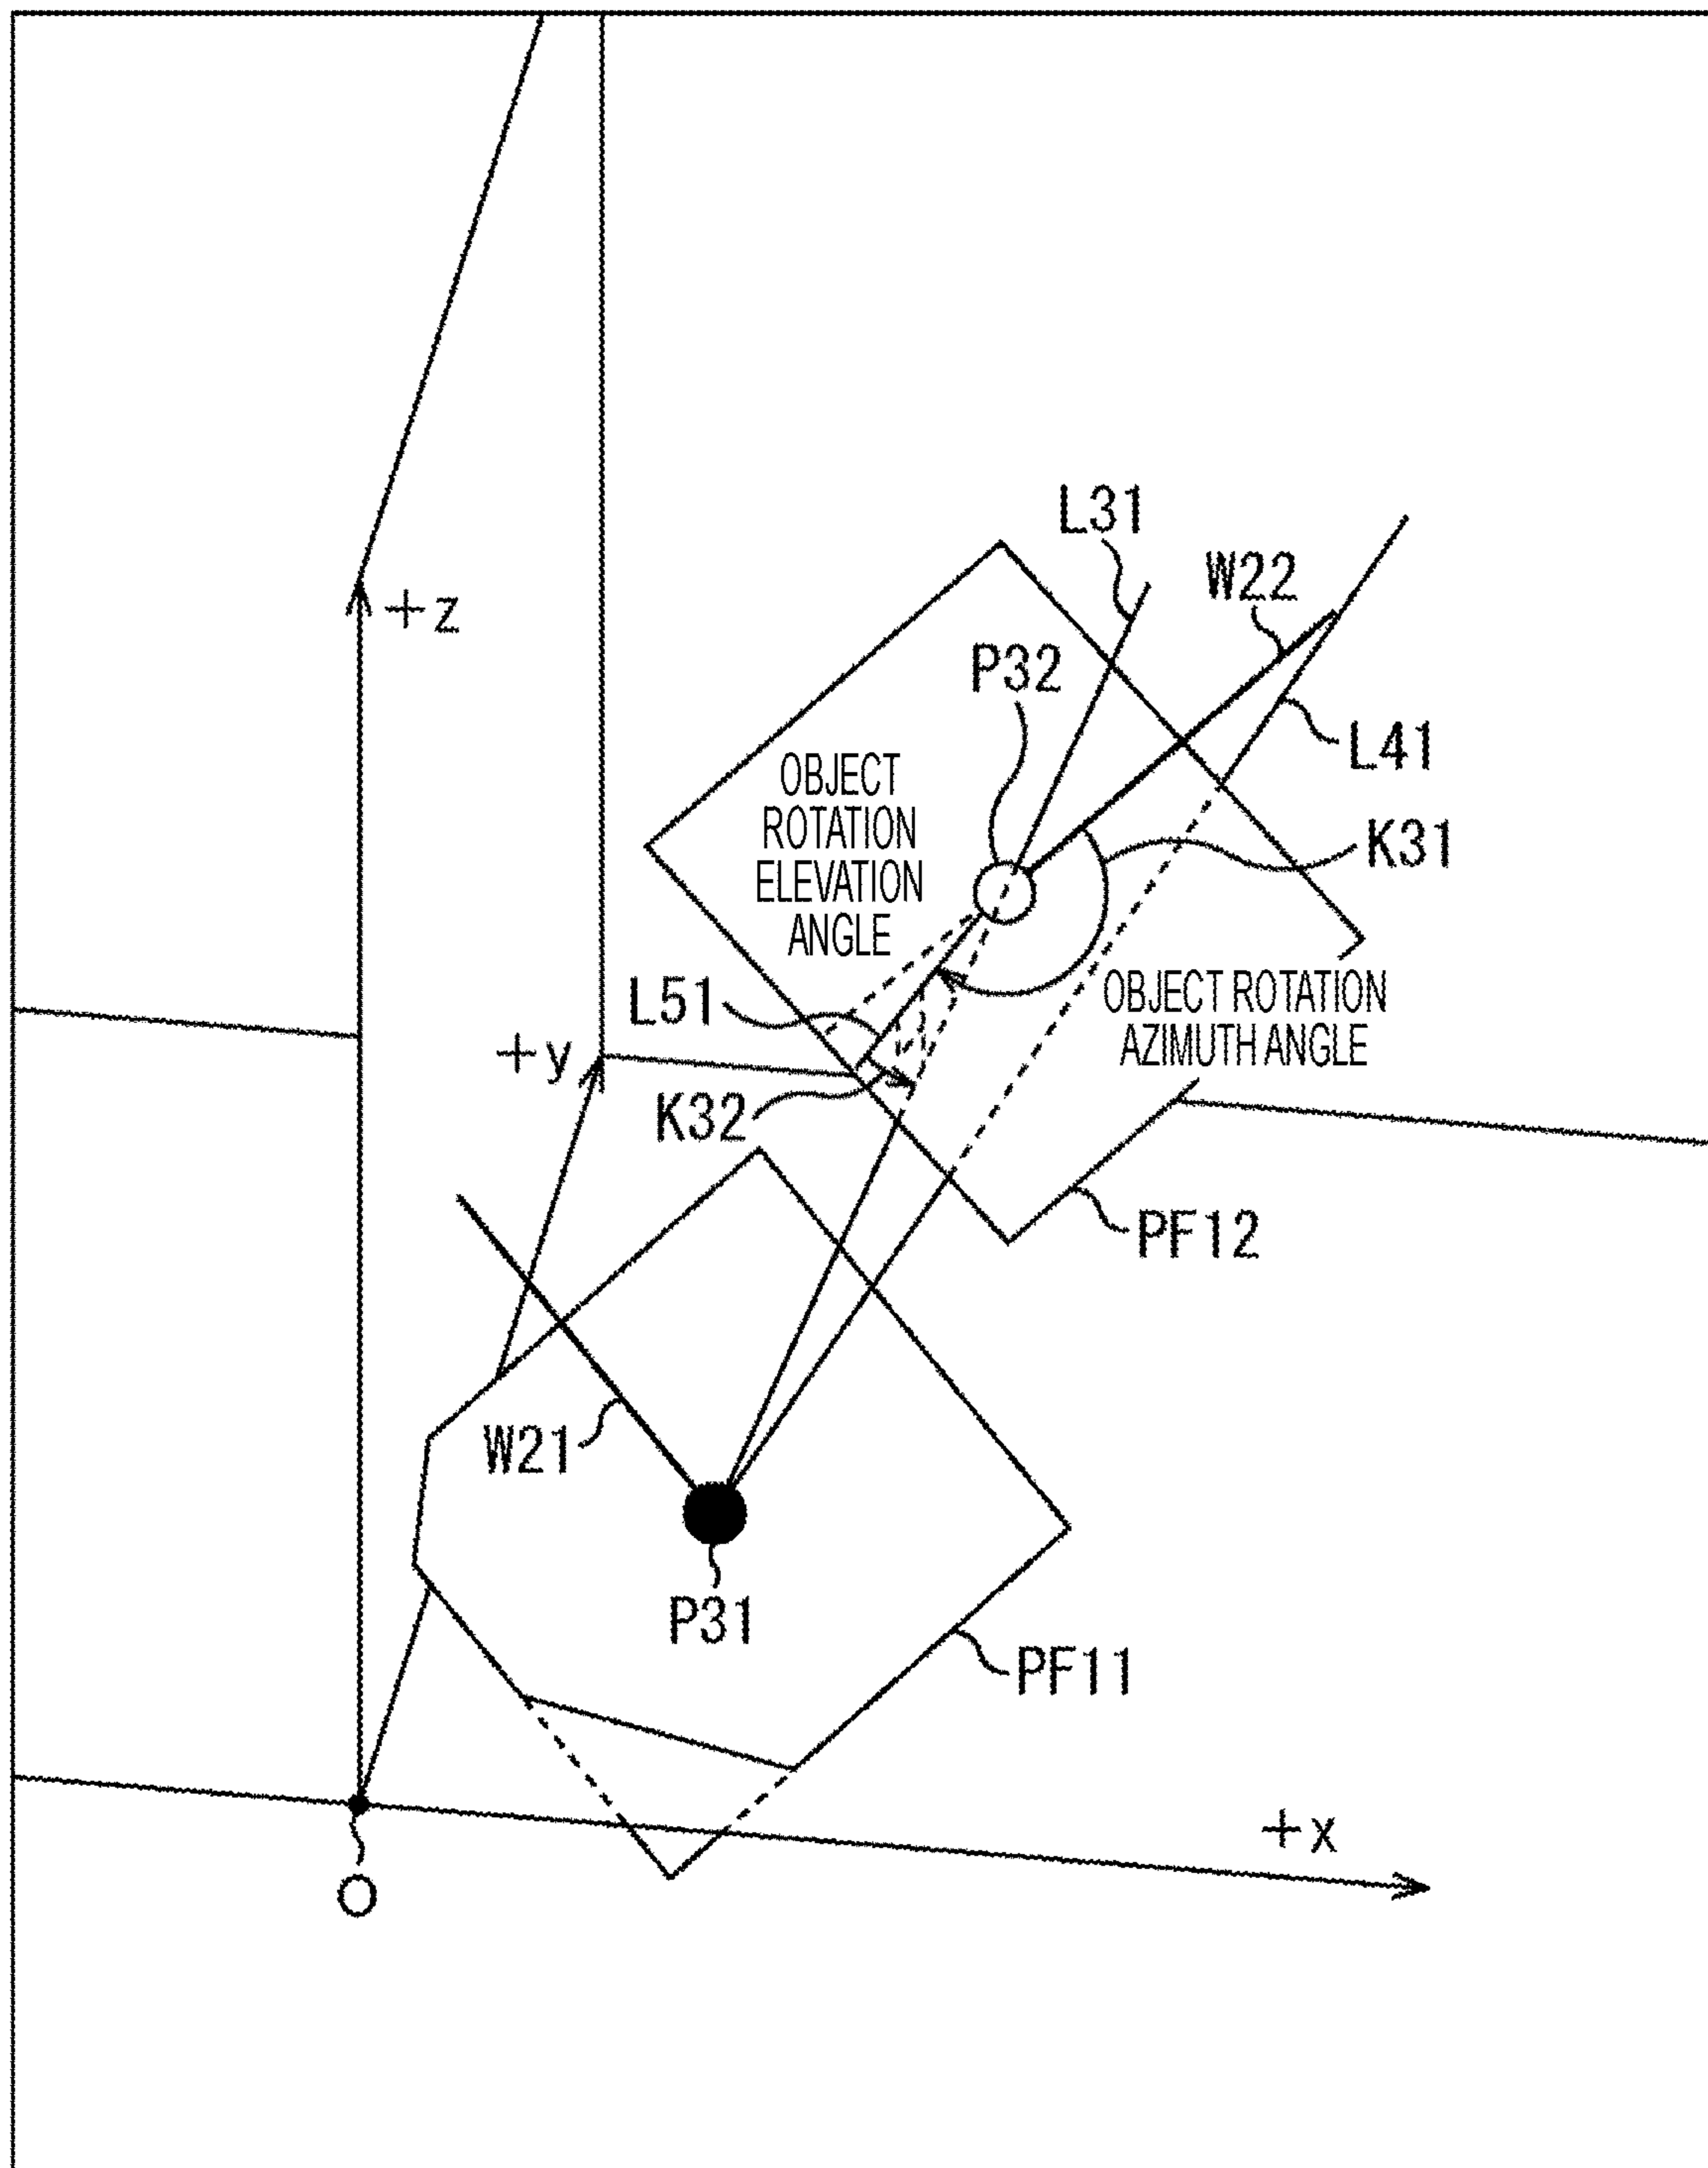 +z
L31
W22
P32
L41
OBJECT
ROTATION
ELEVATION
ANGLE
K31
L51
OBJECT ROTATION
AZIMUTH ANGLE
+y
K32
PF12
W21
P31
PF11
+x
O